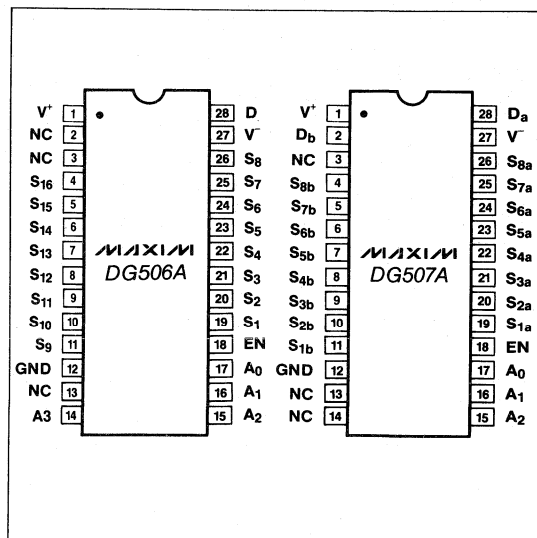 V+ 1 28 D
NC 2 27 V−
NC 3 26 S8
S16 4 25 S7
S15 5 24 S6
S14 6 23 S5
S13 7 22 S4
S12 8 21 S3
S11 9 20 S2
S10 10 19 S1
S9 11 18 EN
GND 12 17 A0
NC 13 16 A1
A3 14 15 A2
MAXIM
DG506A
V+ 1 28 Da
Db 2 27 V−
NC 3 26 S8a
S8b 4 25 S7a
S7b 5 24 S6a
S6b 6 23 S5a
S5b 7 22 S4a
S4b 8 21 S3a
S3b 9 20 S2a
S2b 10 19 S1a
S1b 11 18 EN
GND 12 17 A0
NC 13 16 A1
NC 14 15 A2
MAXIM
DG507A